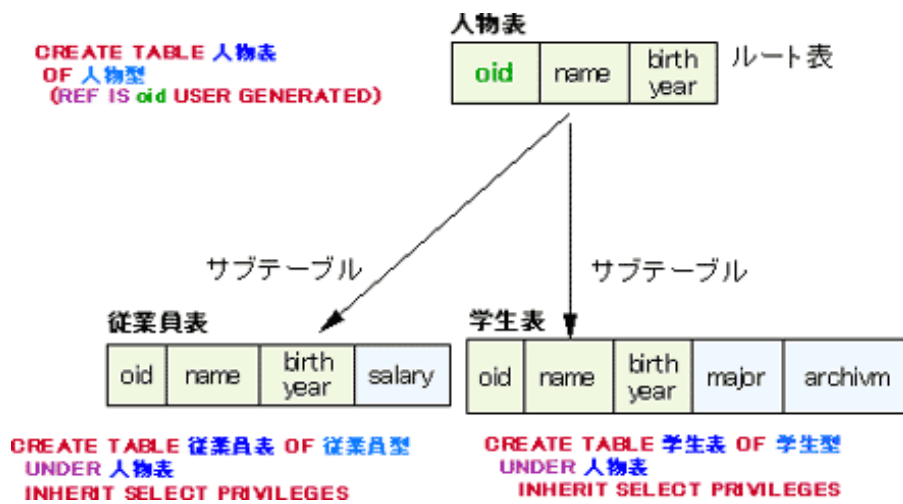 人物表
CREATE TABLE 人物表
OF 人物型
(REF IS oid USER GENERATED)
oid name birth year
ルート表
サブテーブル
サブテーブル
従業員表
oid name birth year salary
学生表
oid name birth year major archivm
CREATE TABLE 従業員表 OF 従業員型
UNDER 人物表
INHERIT SELECT PRIVILEGES
CREATE TABLE 学生表 OF 学生型
UNDER 人物表
INHERIT SELECT PRIVILEGES